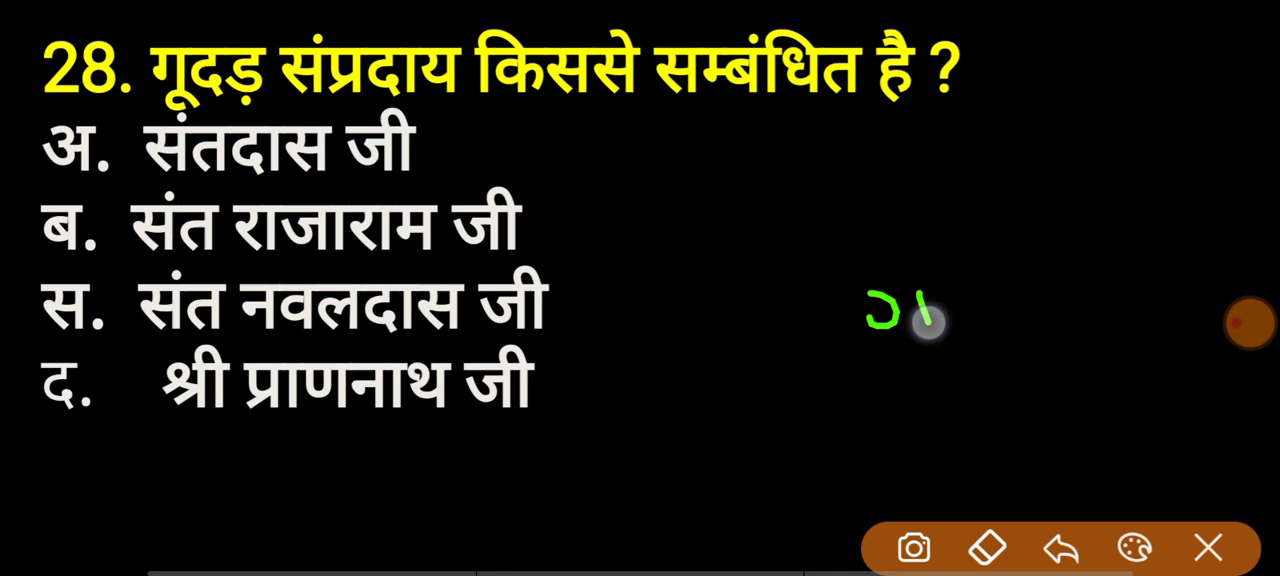 28. गूदड़ संप्रदाय किससे सम्बंधित है ?
अ. संतदास जी
ब. संत राजाराम जी
स. संत नवलदास जी
द. श्री प्राणनाथ जी